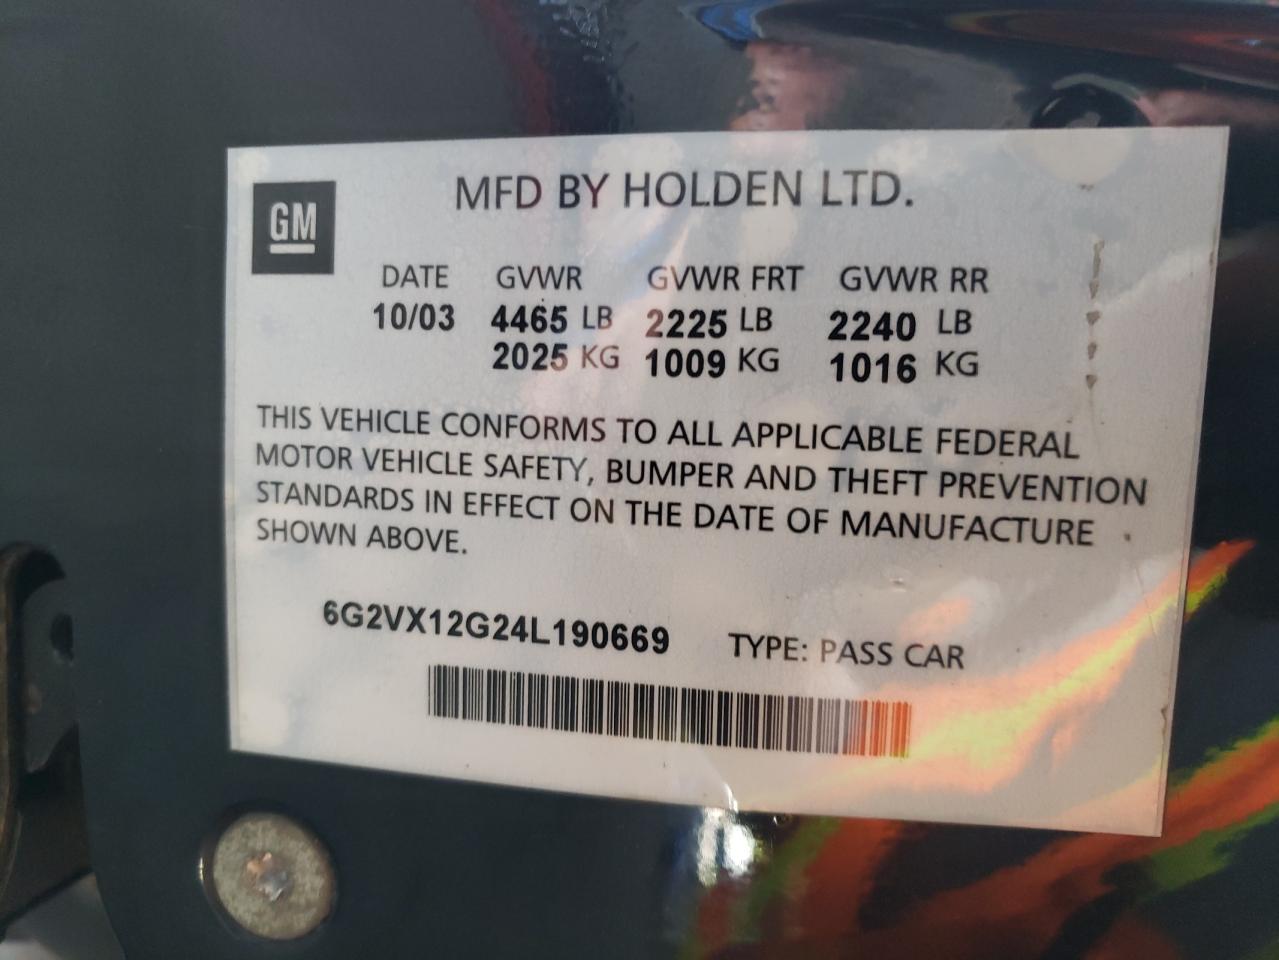 MFD BY HOLDEN LTD.
GM
DATE GVWR GVWR FRT GVWR RR
10/03 4465 LB 2225 LB 2240 LB
2025 KG 1009 KG 1016 KG
THIS VEHICLE CONFORMS TO ALL APPLICABLE FEDERAL
MOTOR VEHICLE SAFETY, BUMPER AND THEFT PREVENTION
STANDARDS IN EFFECT ON THE DATE OF MANUFACTURE
SHOWN ABOVE.
6G2VX12G24L190669 TYPE: PASS CAR